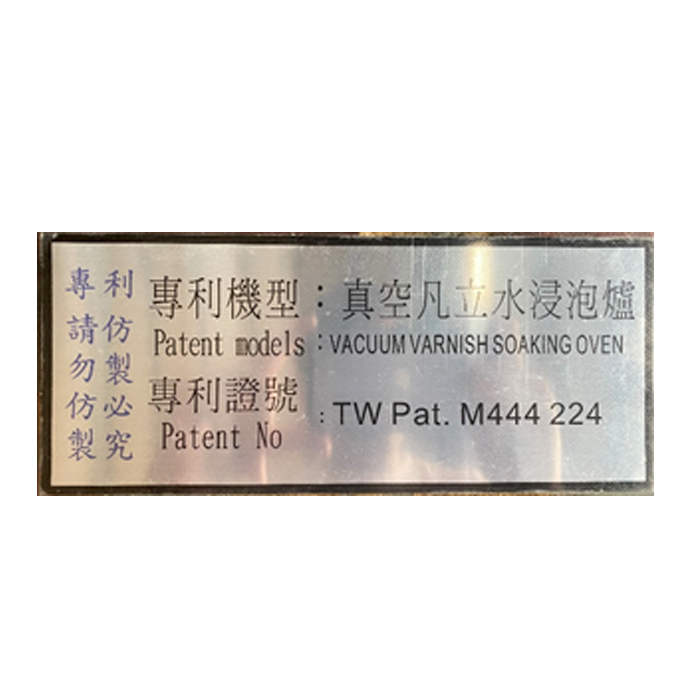 專利
請勿仿製
仿製必究
專利機型：真空凡立水浸泡爐
Patent models：VACUUM VARNISH SOAKING OVEN
專利證號
Patent No ：TW Pat. M444 224